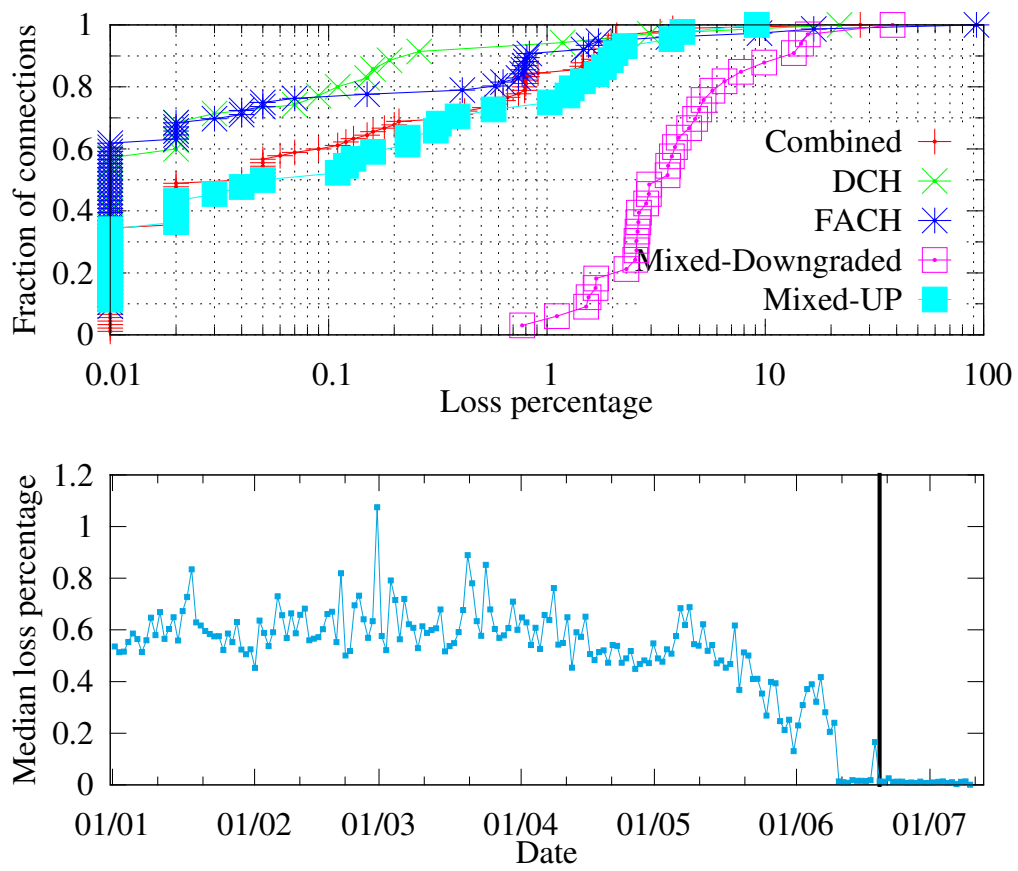 Fraction of connections
1
0.8
0.6
0.4
0.2
0
Combined
DCH
FACH
Mixed-Downgraded
Mixed-UP
0.01 0.1 1 10 100
Loss percentage
Median loss percentage
1.2
1
0.8
0.6
0.4
0.2
0
01/01 01/02 01/03 01/04 01/05 01/06 01/07
Date